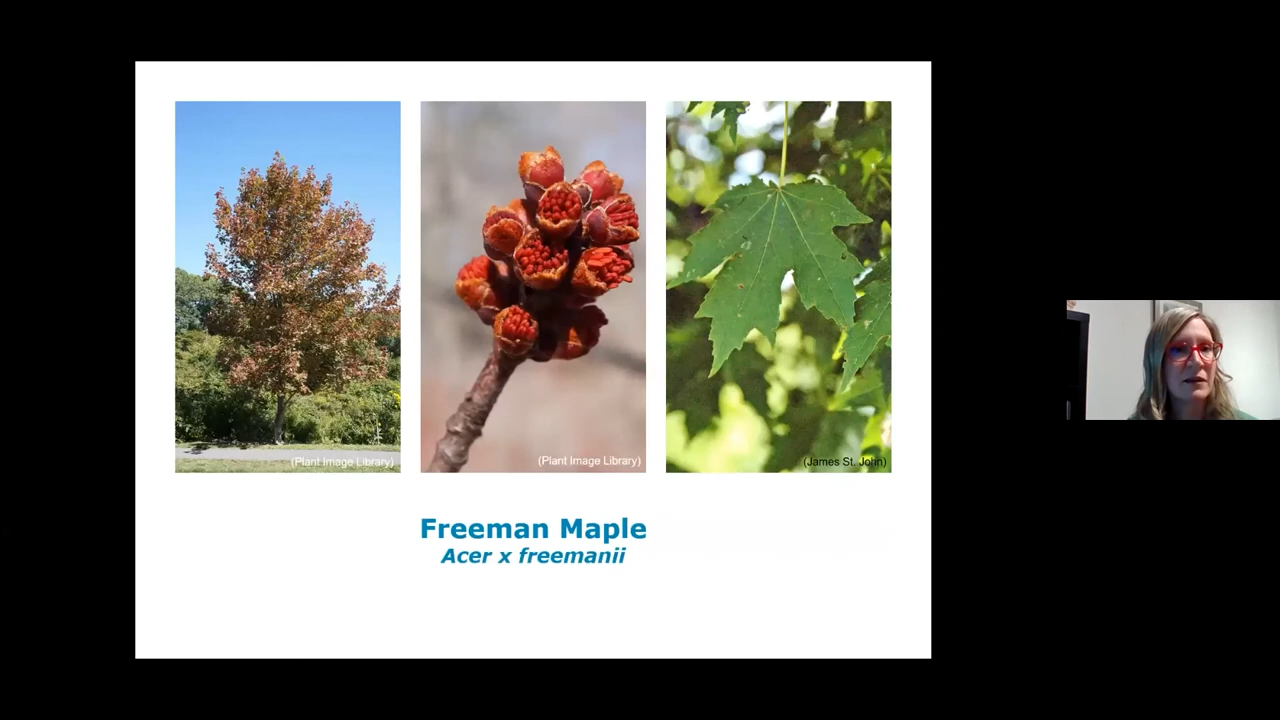 (Plant Image Library)
(Plant Image Library)
(James St. John)
Freeman Maple
Acer x freemanii